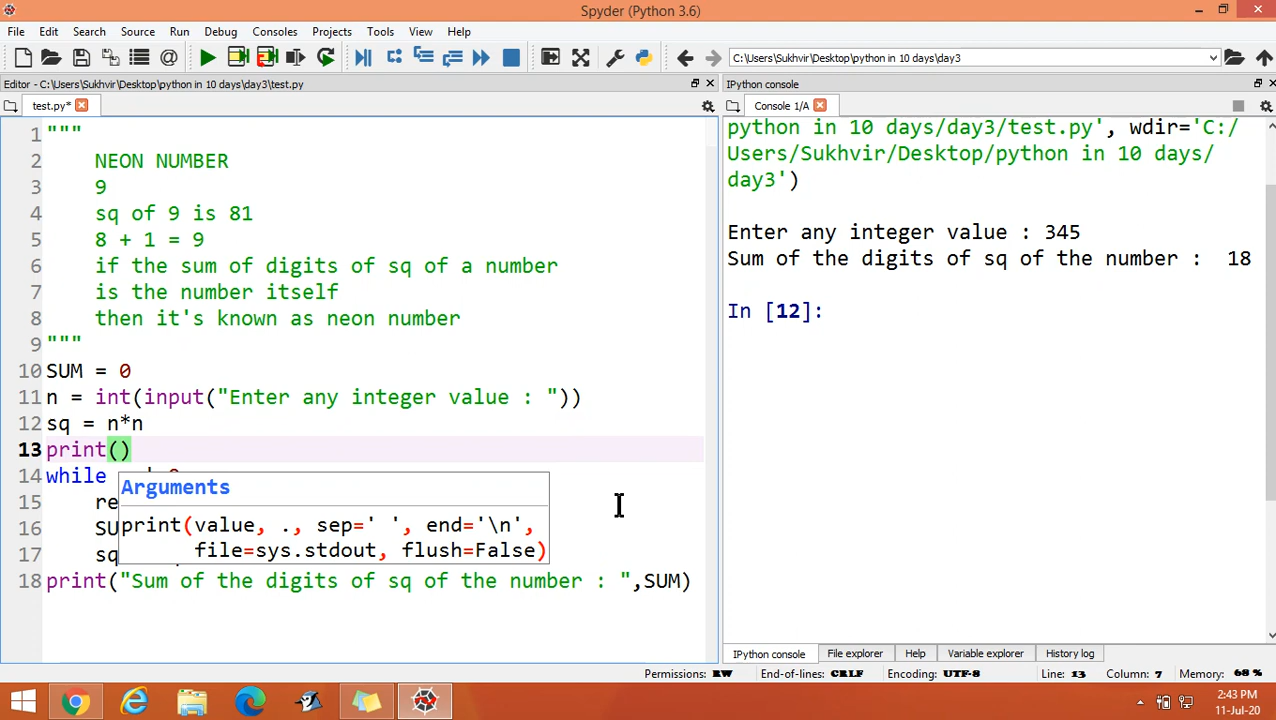 Spyder (Python 3.6)
File Edit Search Source Run Debug Consoles Projects Tools View Help
C:\Users\Sukhvir\Desktop\python in 10 days\day3
Editor - C:\Users\Sukhvir\Desktop\python in 10 days\day3\test.py
IPython console
test.py*
Console 1/A
1 """
2 NEON NUMBER
3 9
4 sq of 9 is 81
5 8 + 1 = 9
6 if the sum of digits of sq of a number
7 is the number itself
8 then it's known as neon number
9 """
10 SUM = 0
11 n = int(input("Enter any integer value : "))
12 sq = n*n
13 print()
14 while
15 re
16 SU
17 sq
18 print("Sum of the digits of sq of the number : ",SUM)
Arguments
print(value, ., sep=' ', end='\n',
file=sys.stdout, flush=False)
python in 10 days/day3/test.py', wdir='C:/
Users/Sukhvir/Desktop/python in 10 days/
day3')
Enter any integer value : 345
Sum of the digits of sq of the number :  18
In [12]:
IPython console File explorer Help Variable explorer History log
Permissions: RW End-of-lines: CRLF Encoding: UTF-8 Line: 13 Column: 7 Memory: 68 %
2:43 PM
11-Jul-20